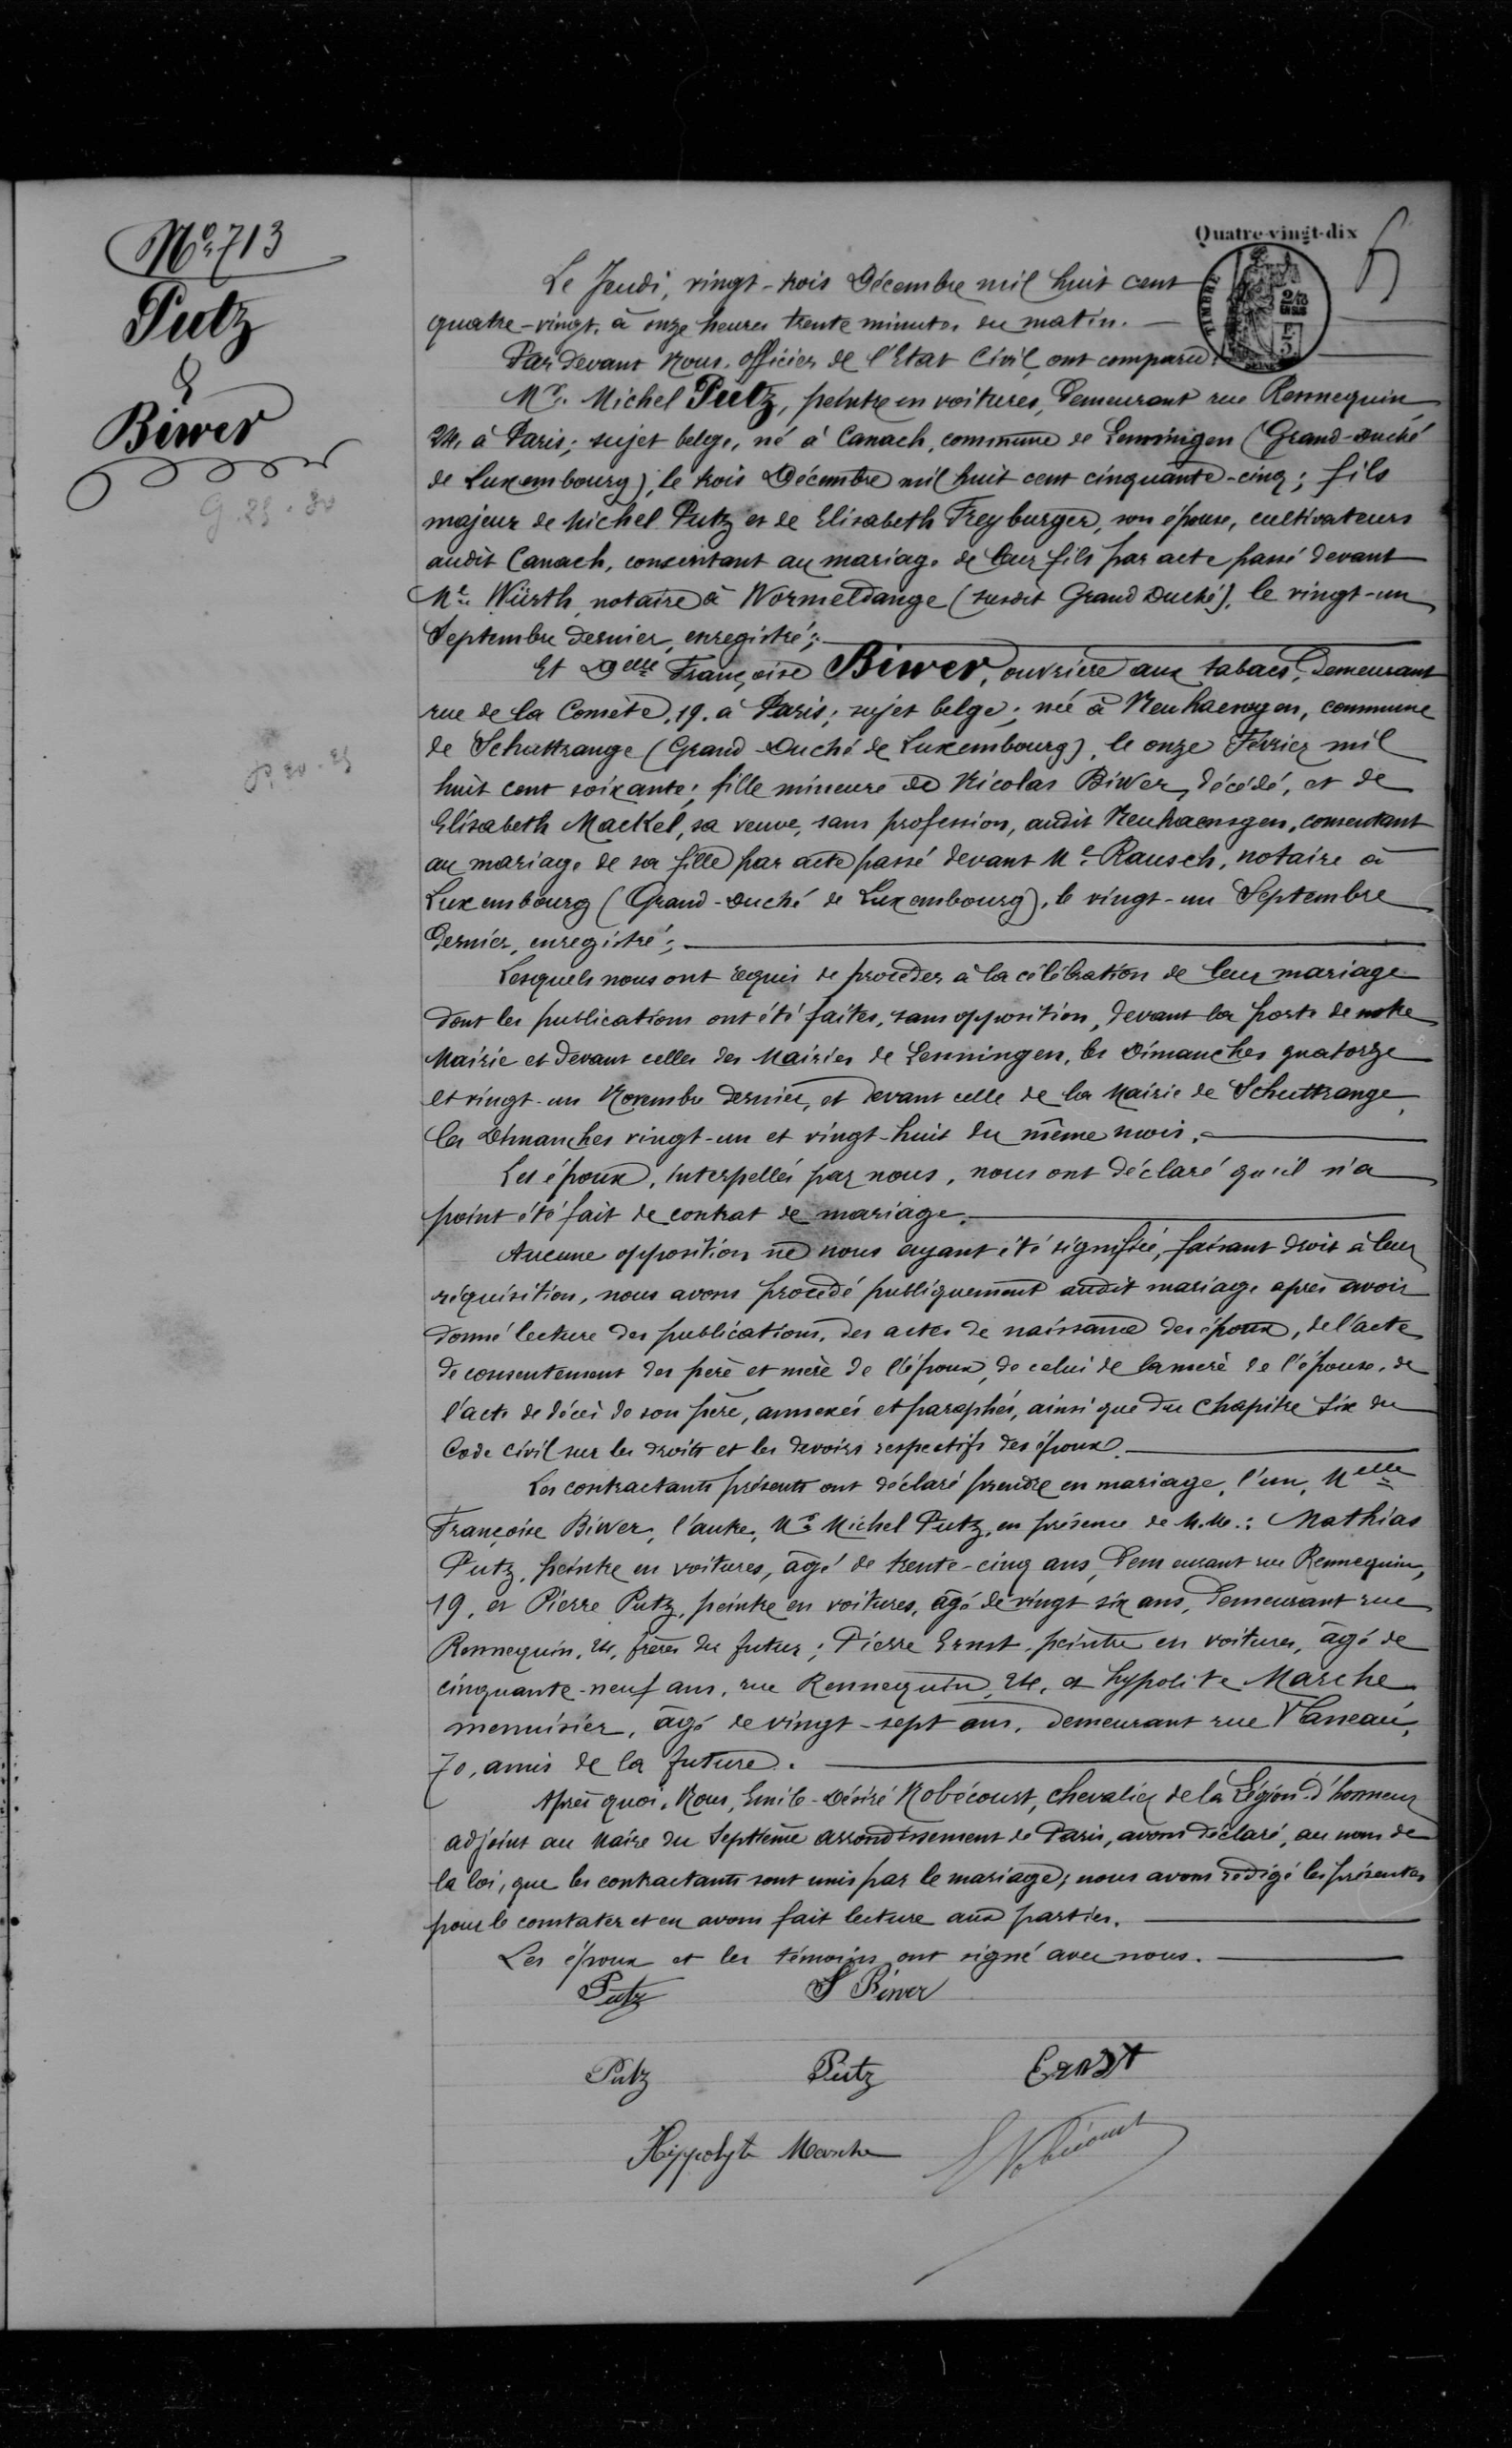 Nº 713
Putz
&
Biwer
G. 25.30
P. 20-25
Quatre-vingt-dix
TIMBRE
Le Jeudi, vingt-trois Décembre mil huit cent
quatre-vingt, à onze heures trente minutes du matin.
Par devant Nous, officier de l'Etat Civil, ont comparu:
Mr. Michel Putz, peintre en voitures, demeurant rue Rennequin,
24, à Paris; sujet belge, né à Canach, commune de Lenningen (Grand-Duché
de Luxembourg), le trois Décembre mil huit cent cinquante-cinq; fils
majeur de Michel Putz et de Elisabeth Freyburger, son épouse, cultivateurs
audit Canach, consentant au mariage de leur fils par acte passé devant
Me. Würth, notaire à Wormeldange (susdit Grand Duché), le vingt-un
Septembre dernier, enregistré;
Et Delle Françoise Biwer, ouvrière aux tabacs, demeurant
rue de la Comète, 19, à Paris; sujet belge; née à Neuhaeusgen, commune
de Schuttrange (Grand-Duché de Luxembourg), le onze Février mil
huit cent soixante; fille mineure de Nicolas Biwer, décédé, et de
Elisabeth Mackel, sa veuve, sans profession, audit Neuhaeusgen, consentant
au mariage de sa fille par acte passé devant Me. Rausch, notaire à
Luxembourg (Grand-Duché de Luxembourg), le vingt-un Septembre
dernier, enregistré;
Lesquels nous ont requis de procéder à la célébration de leur mariage
dont les publications ont été faites, sans opposition, devant la porte de notre
Mairie et devant celles des Mairies de Lenningen, les Dimanches quatorze
et vingt-un Novembre dernier, et devant celle de la Mairie de Schuttrange,
les Dimanches vingt-un et vingt-huit du même mois.
Les époux, interpellés par nous, nous ont déclaré qu'il n'a
point été fait de contrat de mariage.
Aucune opposition ne nous ayant été signifiée, faisant droit à leur
réquisition, nous avons procédé publiquement audit mariage après avoir
donné lecture des publications, des actes de naissance des époux, de l'acte
de consentement des père et mère de l'époux, de celui de la mère de l'épouse, de
l'acte de décès de son père, annexés et paraphés, ainsi que du Chapitre Six du
Code civil sur les droits et les devoirs respectifs des époux.
Les contractants présents ont déclaré prendre en mariage, l'un, Melle
Françoise Biwer, l'autre, Mr Michel Putz, en présence de M.M.: Mathias
Putz, peintre en voitures, âgé de trente-cinq ans, demeurant rue Rennequin,
19, et Pierre Putz, peintre en voitures, âgé de vingt six ans, demeurant rue
Rennequin, 24, frères du futur; Pierre Ernst, peintre en voitures, âgé de
cinquante-neuf ans, rue Rennequin, 24, et hypolite Marche
menuisier, âgé de vingt-sept ans, demeurant rue Vaneau,
70, amis de la future.
Après quoi, Nous, Emile-Désiré Nobécourt, chevalier de la Légion-d'honneur
adjoint au Maire du Septième arrondissement de Paris, avons déclaré, au nom de
la loi, que les contractants sont unis par le mariage; nous avons rédigé les présentes
pour le constater et en avons fait lecture aux parties.
Les époux et les témoins ont signé avec nous.
Putz F Biwer
Putz Putz Ernst
Hippolyte Marche Nobécourt